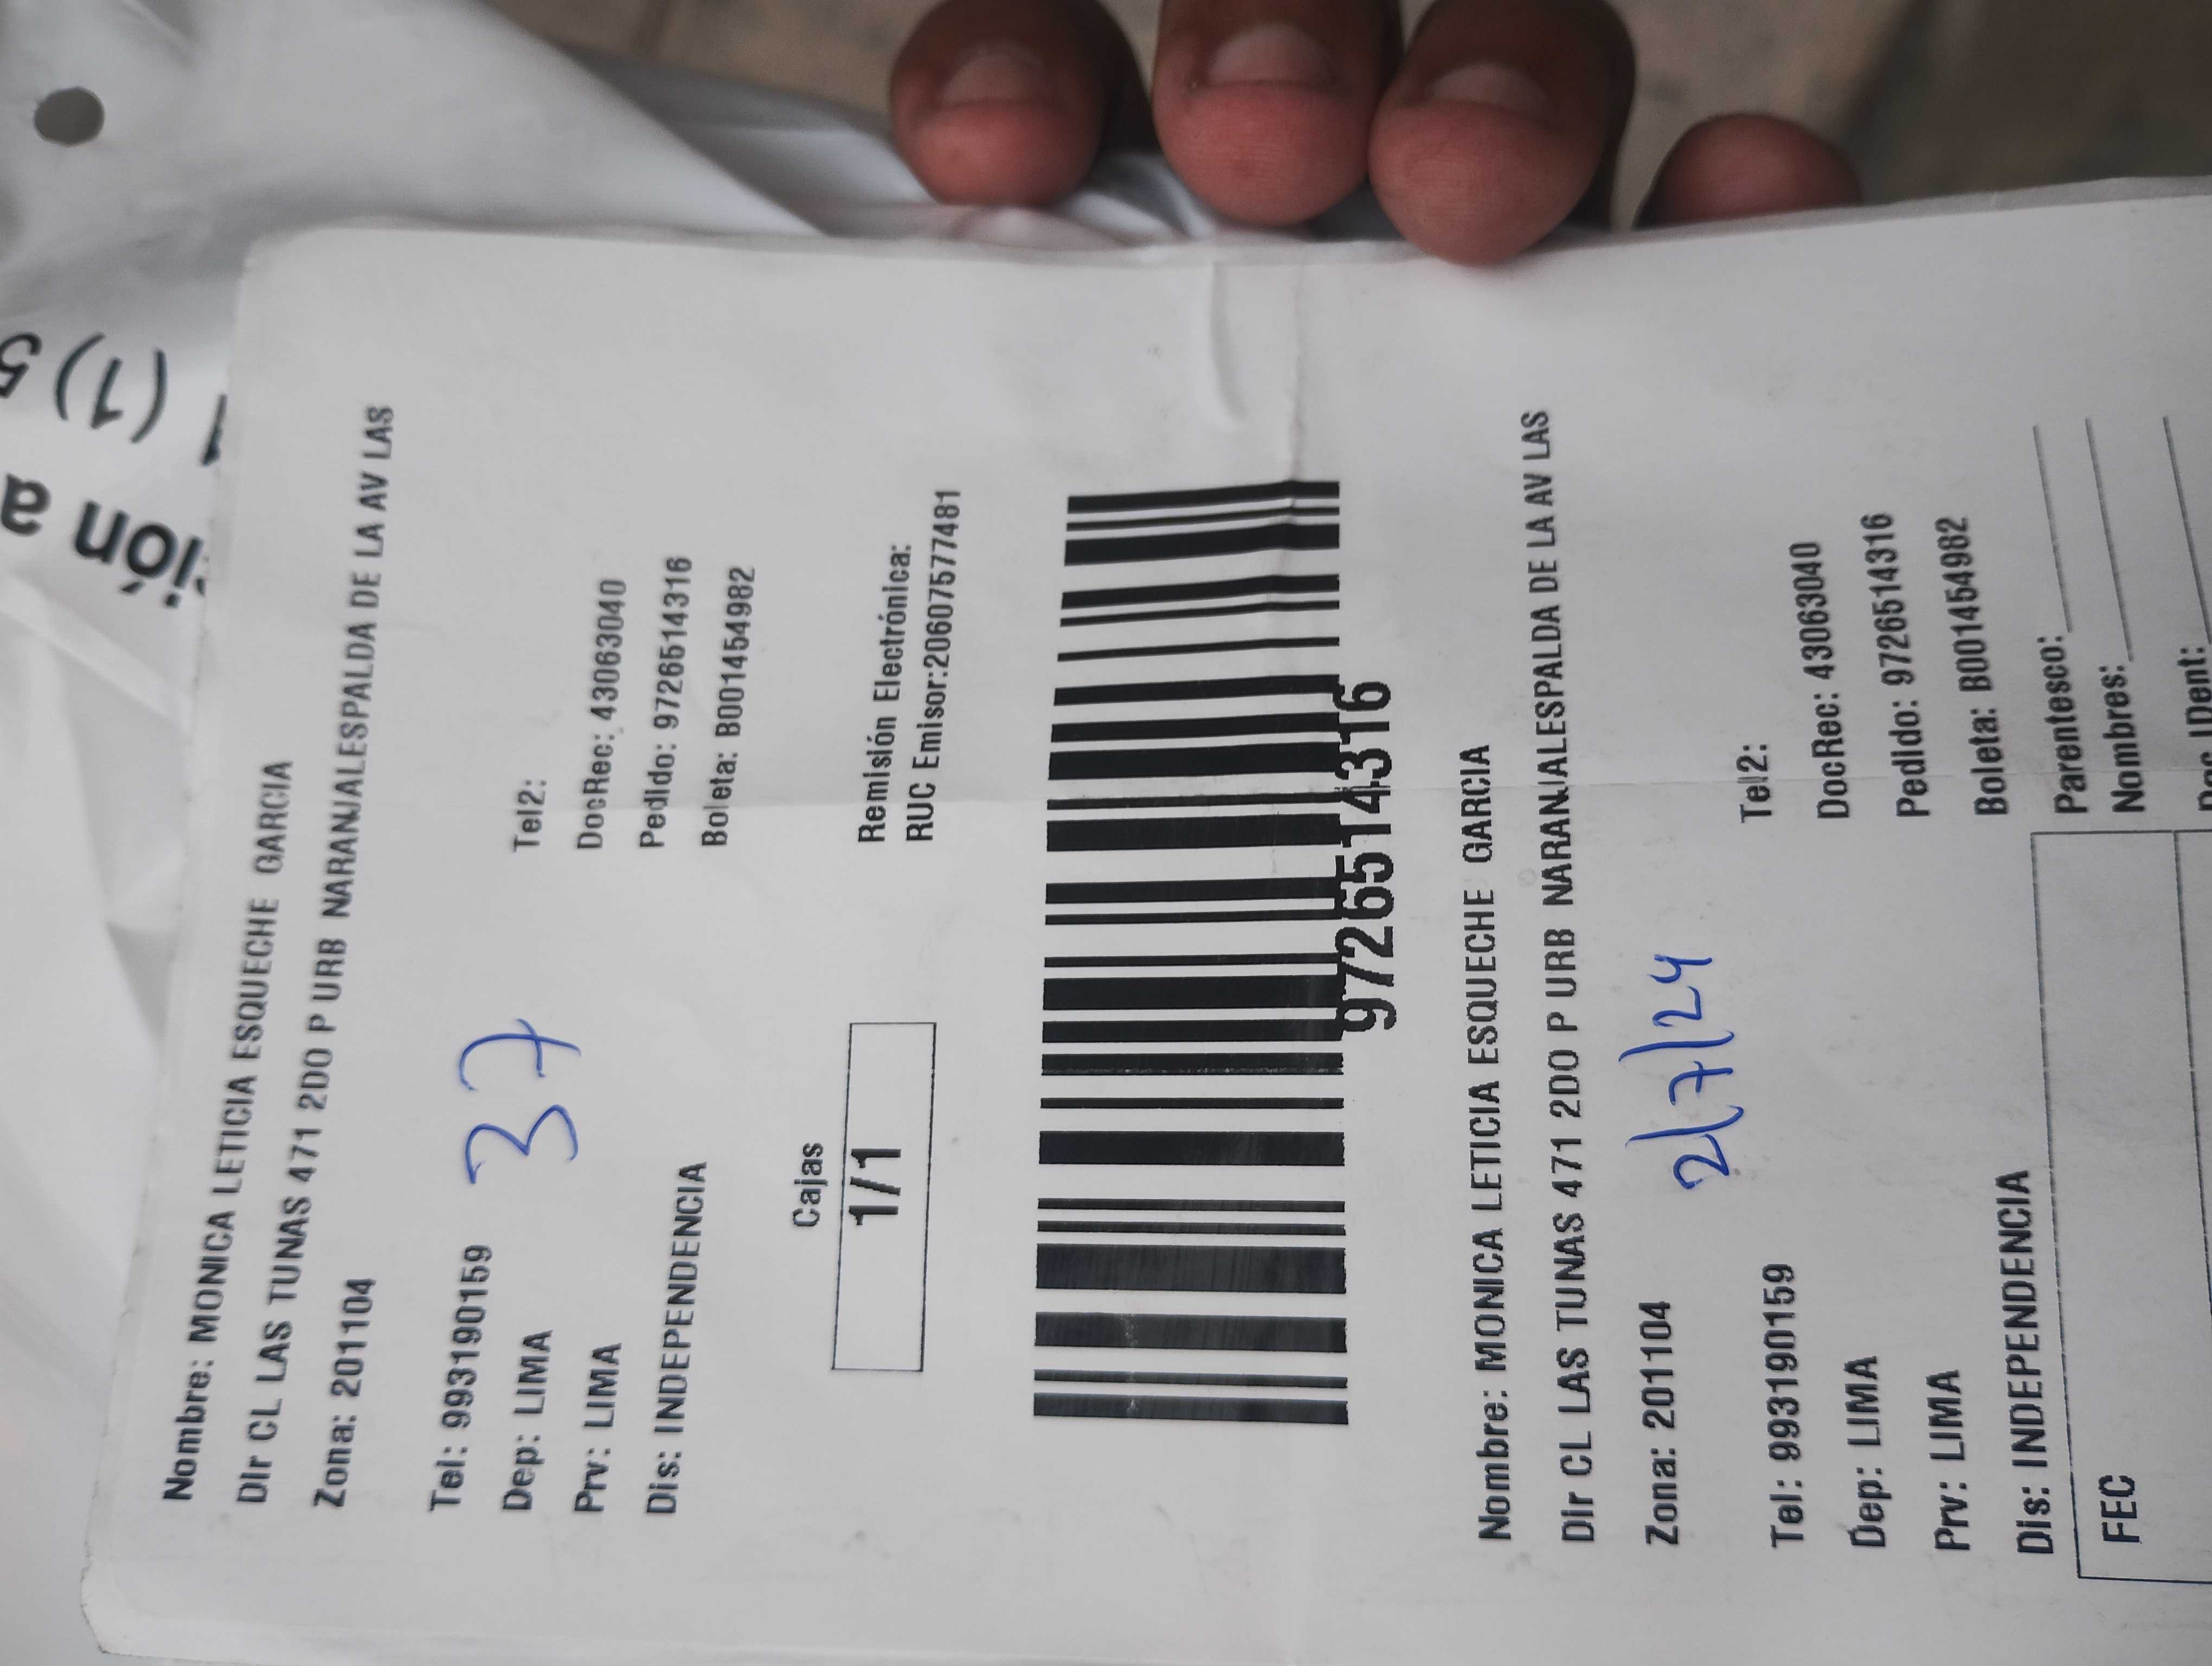 ión a
(1) 5
Nombre: MONICA LETICIA ESQUECHE GARCIA
DIr CL LAS TUNAS 471 2DO P URB NARANJALESPALDA DE LA AV LAS
Zona: 201104
Tel: 993190159
37
Tel2:
Dep: LIMA
DocRec: 43063040
Prv: LIMA
Pedido: 9726514316
Dis: INDEPENDENCIA
Boleta: B001454982
Cajas
1/1
Remisión Electrónica:
RUC Emisor:20607577481
9726514316
Nombre: MONICA LETICIA ESQUECHE GARCIA
DIr CL LAS TUNAS 471 2DO P URB NARANJALESPALDA DE LA AV LAS
Zona: 201104
2/7/24
Tel: 993190159
Tel2:
Dep: LIMA
DocRec: 43063040
Prv: LIMA
Pedido: 9726514316
Dis: INDEPENDENCIA
Boleta: B001454982
FEC
Parentesco:
Nombres:
Doc IDent: